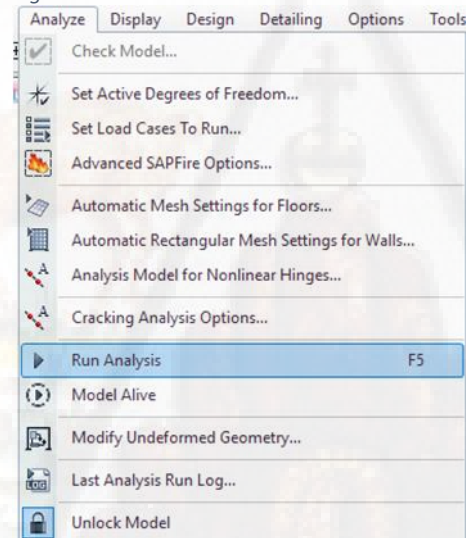 Analyze Display Design Detailing Options Tools
Check Model...
Set Active Degrees of Freedom...
Set Load Cases To Run...
Advanced SAPFire Options...
Automatic Mesh Settings for Floors...
Automatic Rectangular Mesh Settings for Walls...
A Analysis Model for Nonlinear Hinges...
A Cracking Analysis Options...
Run Analysis F5
Model Alive
Modify Undeformed Geometry...
LOG Last Analysis Run Log...
Unlock Model